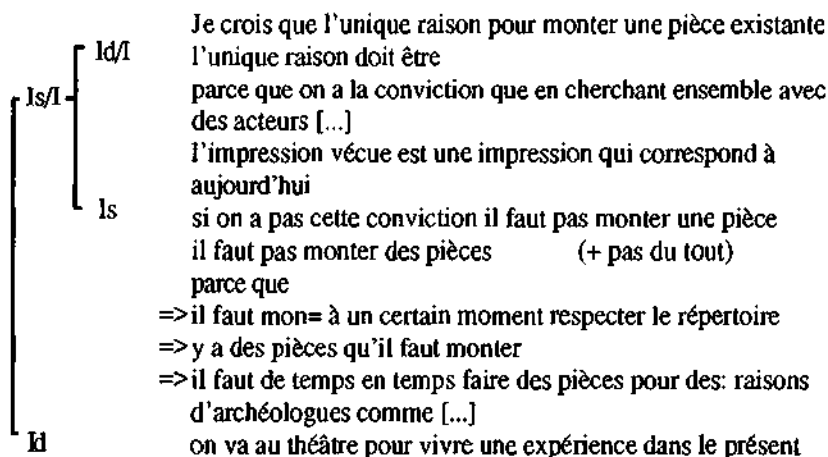 Je crois que l'unique raison pour monter une pièce existante
Id/I l'unique raison doit être
Is/I parce que on a la conviction que en cherchant ensemble avec
des acteurs [...]
l'impression vécue est une impression qui correspond à
aujourd'hui
Is si on a pas cette conviction il faut pas monter une pièce
il faut pas monter des pièces (+ pas du tout)
parce que
=>il faut mon= à un certain moment respecter le répertoire
=>y a des pièces qu'il faut monter
=>il faut de temps en temps faire des pièces pour des: raisons
d'archéologues comme [...]
Id on va au théâtre pour vivre une expérience dans le présent